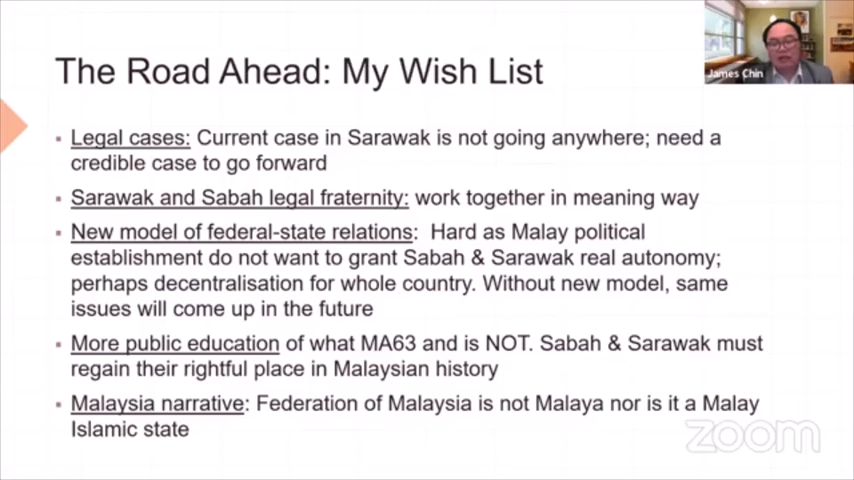 The Road Ahead: My Wish List
James Chin
▪ Legal cases: Current case in Sarawak is not going anywhere; need a
credible case to go forward
▪ Sarawak and Sabah legal fraternity: work together in meaning way
▪ New model of federal-state relations: Hard as Malay political
establishment do not want to grant Sabah & Sarawak real autonomy;
perhaps decentralisation for whole country. Without new model, same
issues will come up in the future
▪ More public education of what MA63 and is NOT. Sabah & Sarawak must
regain their rightful place in Malaysian history
▪ Malaysia narrative: Federation of Malaysia is not Malaya nor is it a Malay
Islamic state
zoom